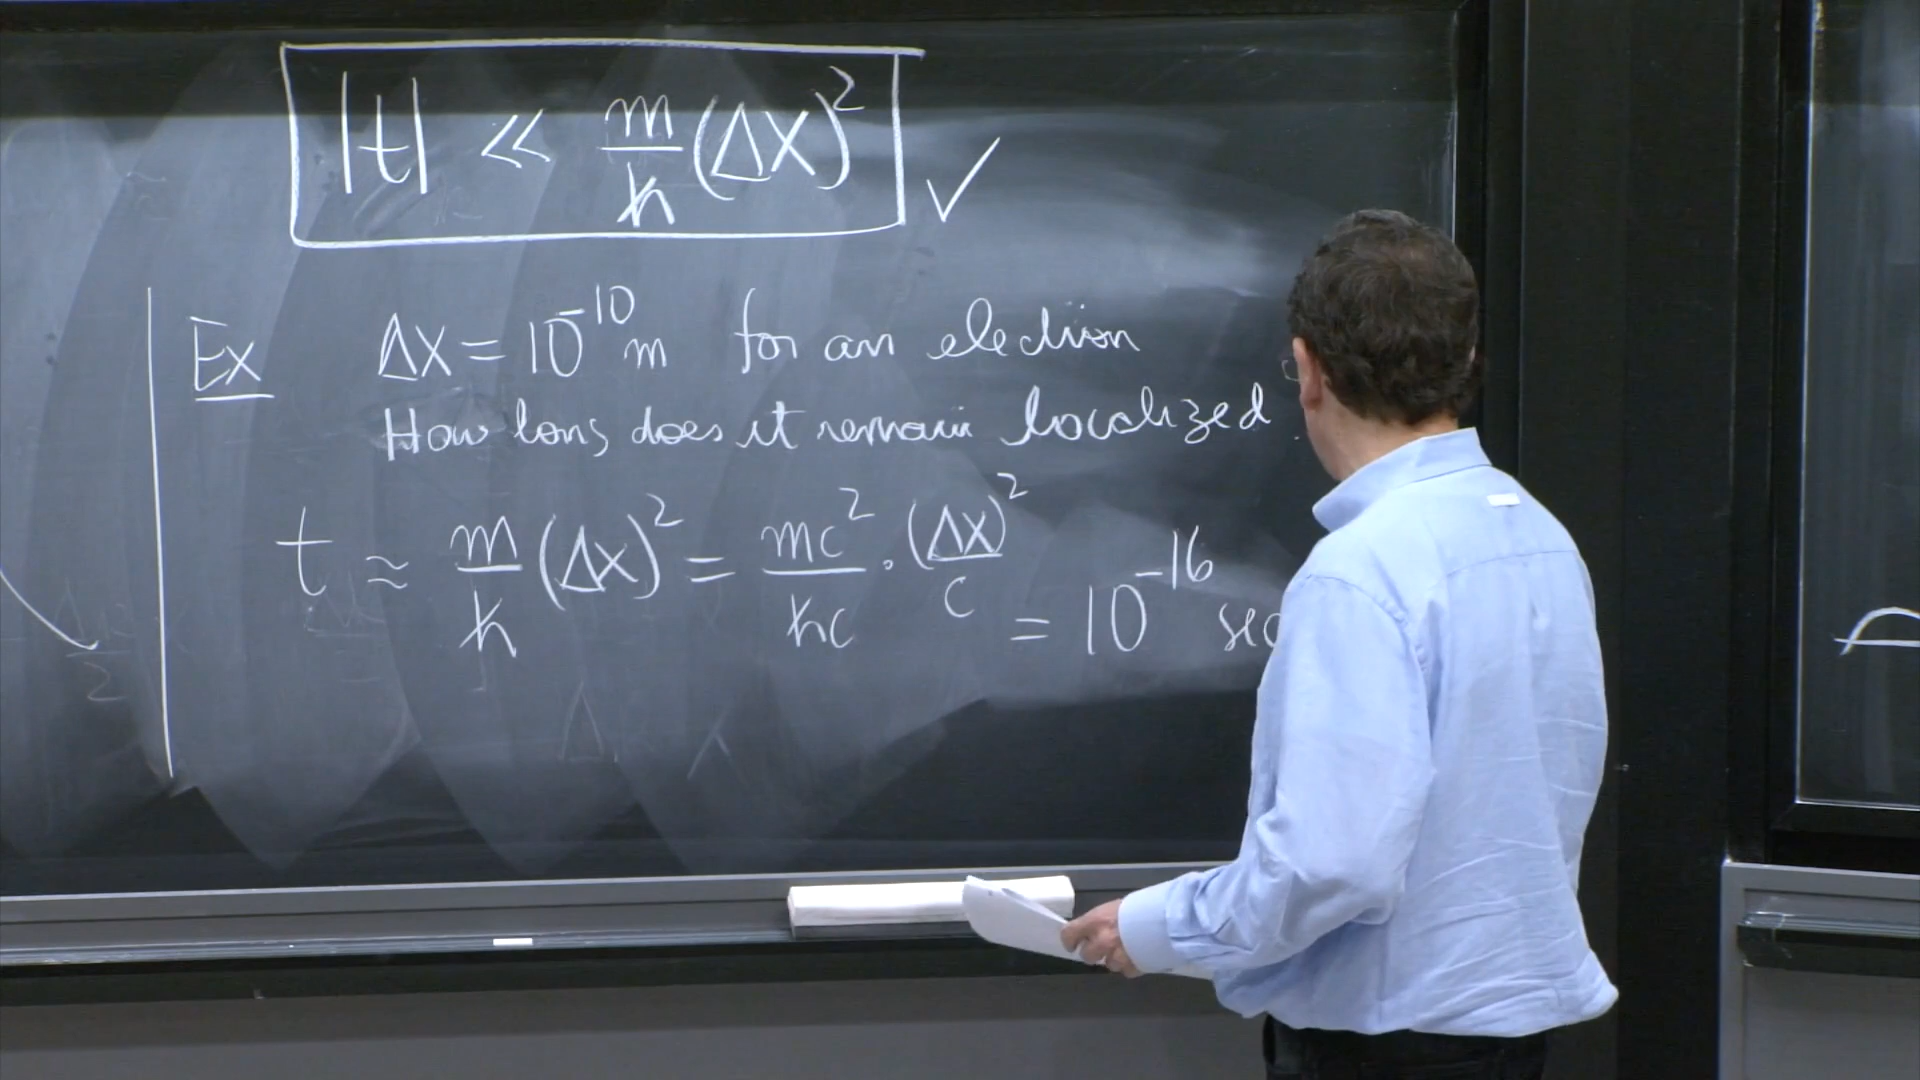 |t| << m/ħ (Δx)² ✓
Ex Δx = 10⁻¹⁰ m for an electron
How long does it remain localized.
t ≈ m/ħ (Δx)² = mc²/ħc · (Δx)²/c = 10⁻¹⁶ sec